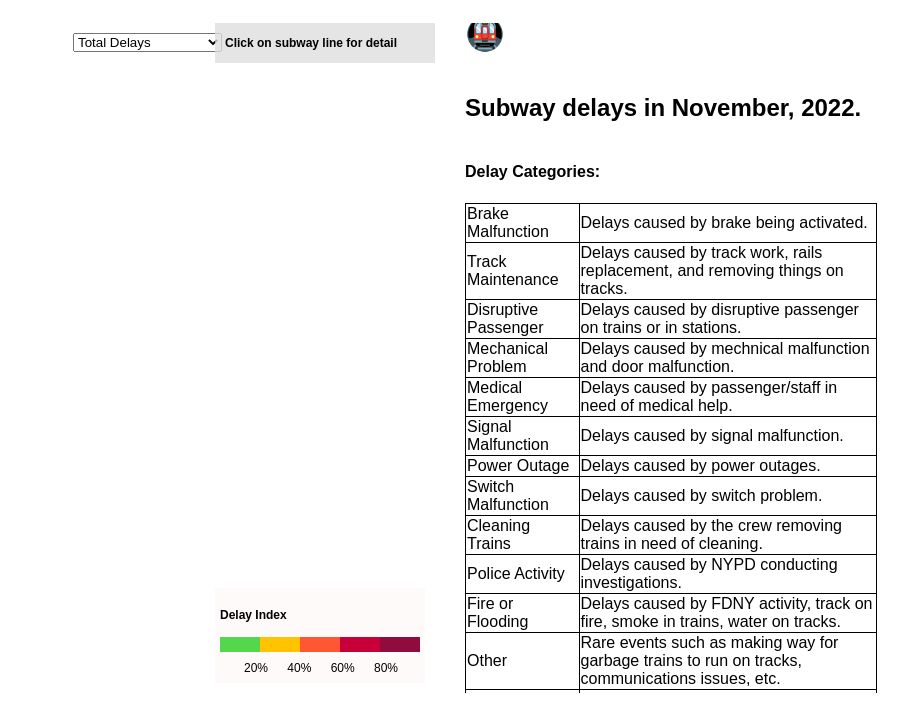 Total Delays
Click on subway line for detail
Subway delays in November, 2022.
Delay Categories:
Brake
Malfunction
Delays caused by brake being activated.
Track
Maintenance
Delays caused by track work, rails
replacement, and removing things on
tracks.
Disruptive
Passenger
Delays caused by disruptive passenger
on trains or in stations.
Mechanical
Problem
Delays caused by mechnical malfunction
and door malfunction.
Medical
Emergency
Delays caused by passenger/staff in
need of medical help.
Signal
Malfunction
Delays caused by signal malfunction.
Power Outage
Delays caused by power outages.
Switch
Malfunction
Delays caused by switch problem.
Cleaning
Trains
Delays caused by the crew removing
trains in need of cleaning.
Police Activity
Delays caused by NYPD conducting
investigations.
Fire or
Flooding
Delays caused by FDNY activity, track on
fire, smoke in trains, water on tracks.
Other
Rare events such as making way for
garbage trains to run on tracks,
communications issues, etc.
Delay Index
20% 40% 60% 80%